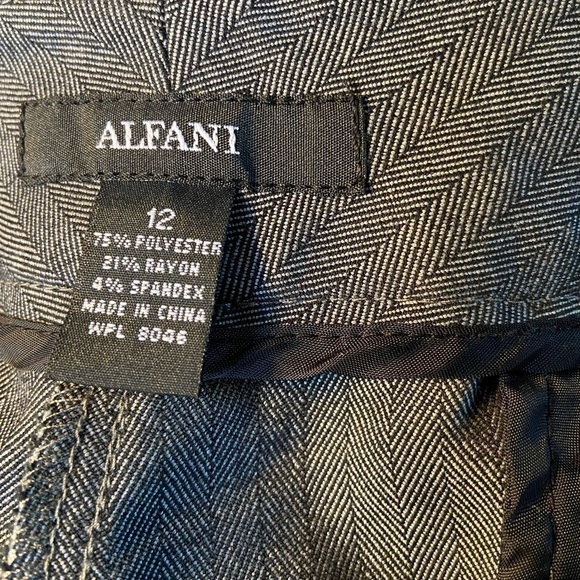 ALFANI
12
75% POLYESTER
21% RAYON
4% SPANDEX
MADE IN CHINA
WPL 8046